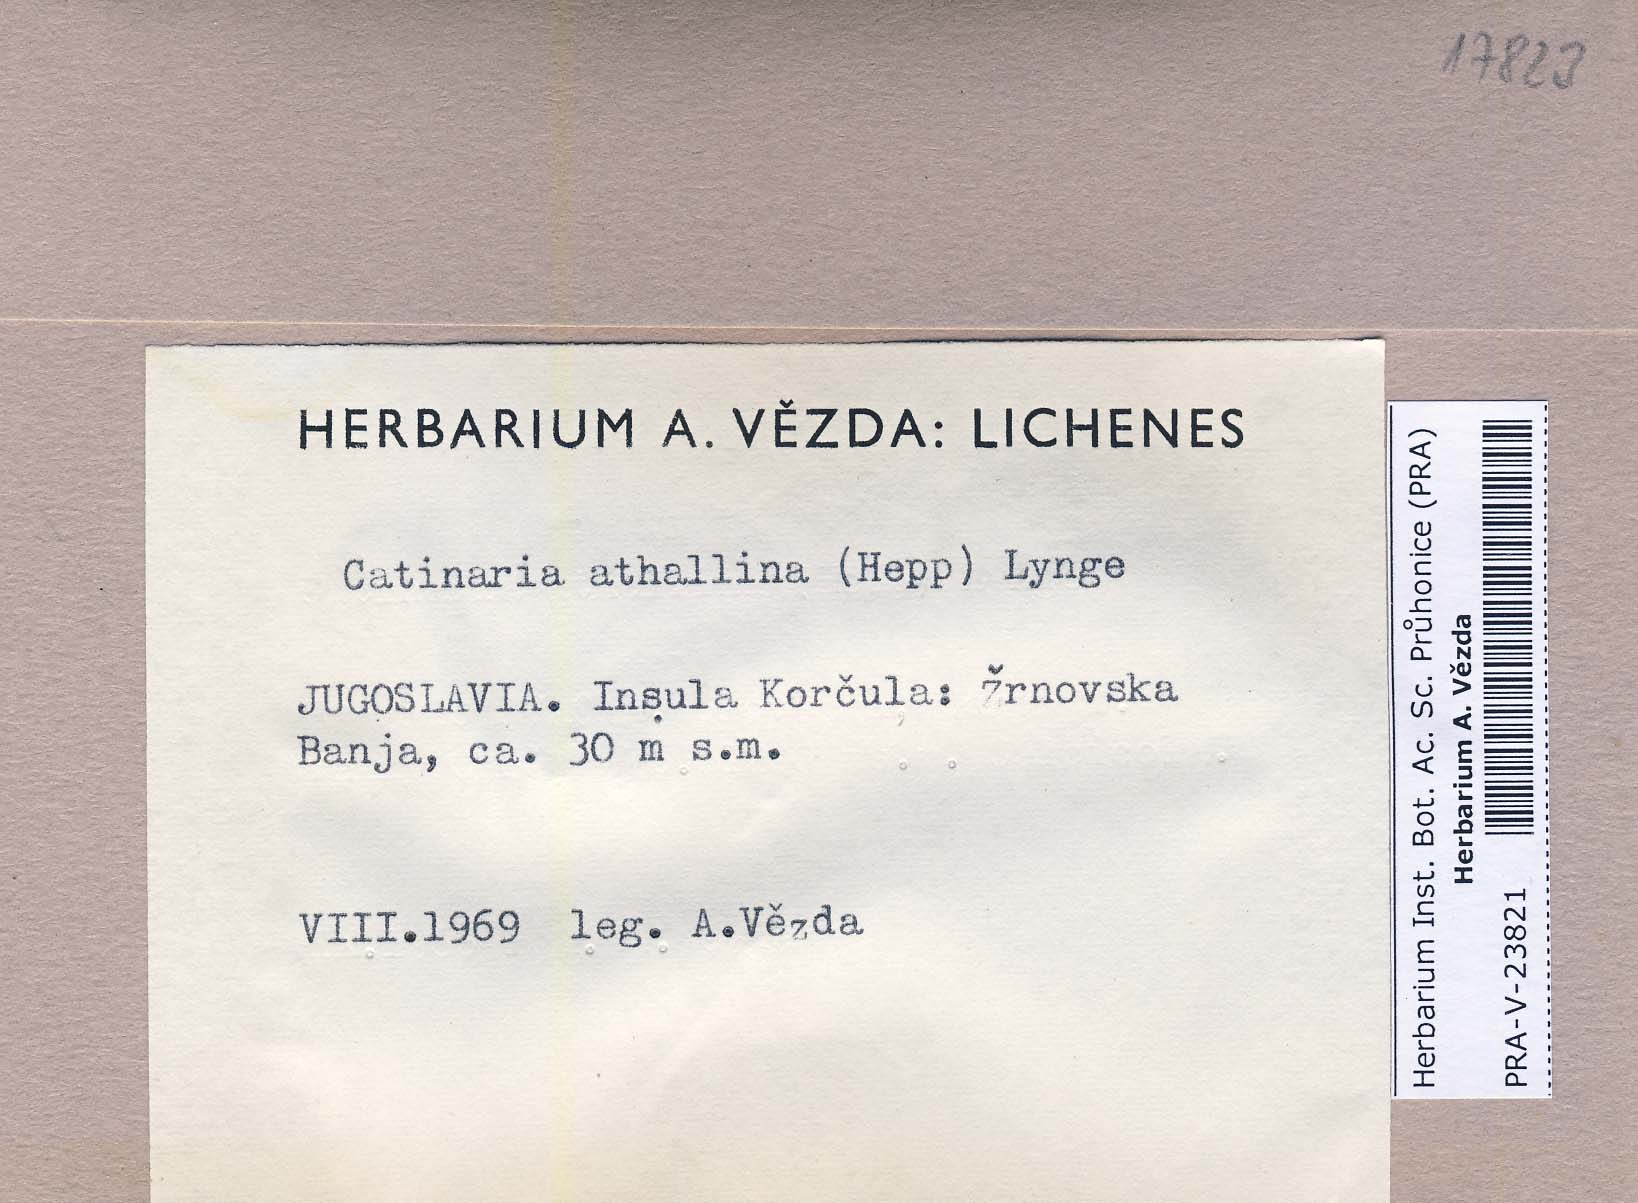 17823
HERBARIUM A. VĚZDA: LICHENES
Catinaria athallina (Hepp) Lynge
JUGOSLAVIA. Insula Korčula: Žrnovska
Banja, ca. 30 m s.m.
VIII.1969 leg. A.Vězda
Herbarium Inst. Bot. Ac. Sc. Průhonice (PRA)
Herbarium A. Vězda
PRA-V-23821